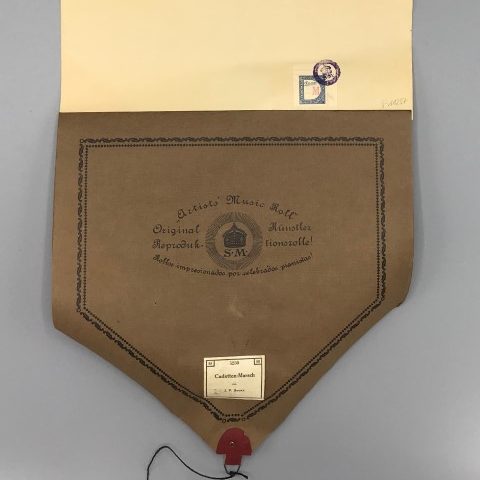 „Artists' Music Roll"
Original Künstler
Reproduk- tionsrolle!
S·M·
Rollos impresionados por celebrados pianistas!
Cadetten-Marsch
J. P. Sousa